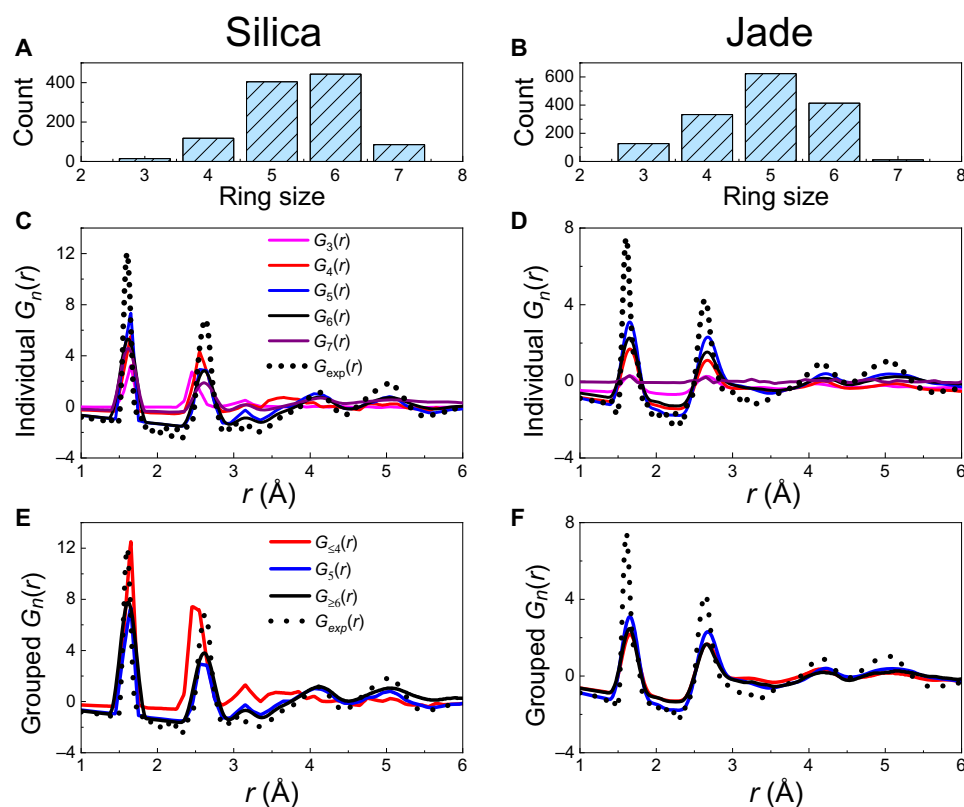 Silica
Jade
A
B
Count
400
200
0
2 3 4 5 6 7 8
Ring size
Count
600
400
200
0
2 3 4 5 6 7 8
Ring size
C
D
Individual Gn(r)
12
8
4
0
–4
G3(r)
G4(r)
G5(r)
G6(r)
G7(r)
Gexp(r)
1 2 3 4 5 6
r (Å)
Individual Gn(r)
8
4
0
–4
1 2 3 4 5 6
r (Å)
E
F
Grouped Gn(r)
12
8
4
0
–4
G≤4(r)
G5(r)
G≥6(r)
Gexp(r)
1 2 3 4 5 6
r (Å)
Grouped Gn(r)
8
4
0
–4
1 2 3 4 5 6
r (Å)